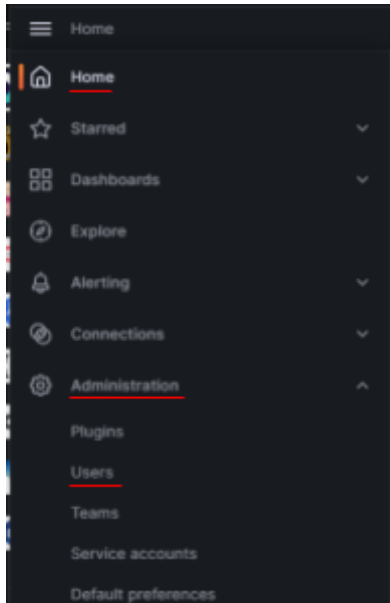 Home
Home
Starred
Dashboards
Explore
Alerting
Connections
Administration
Plugins
Users
Teams
Service accounts
Default preferences